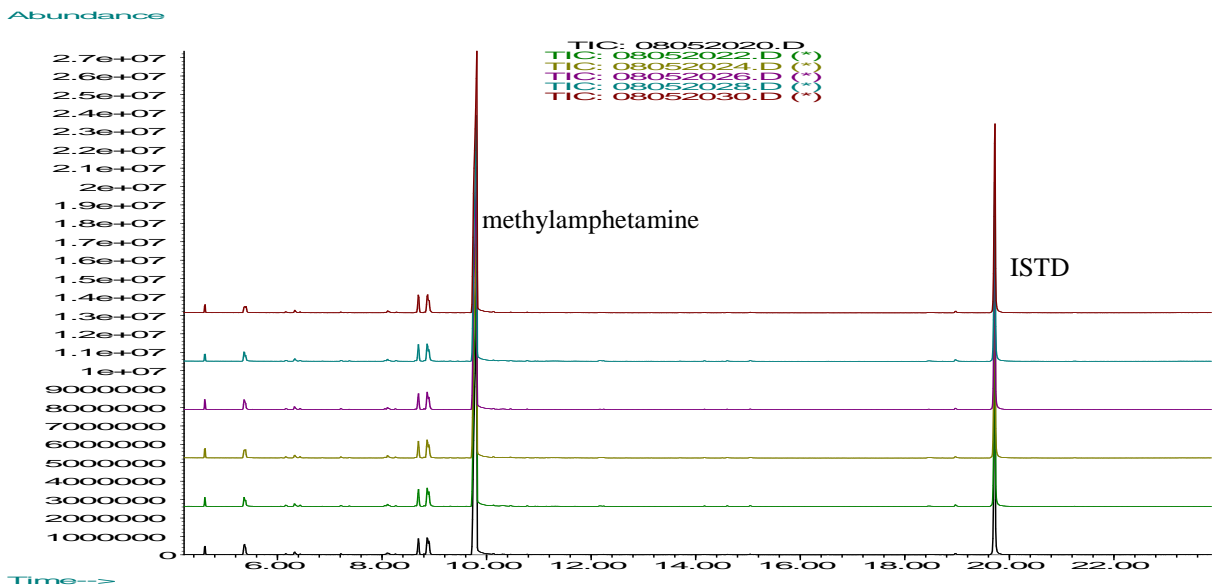 Abundance
TIC: 08052020.D
TIC: 08052022.D (*)
TIC: 08052024.D (*)
TIC: 08052026.D (*)
TIC: 08052028.D (*)
TIC: 08052030.D (*)
2.7e+07
2.6e+07
2.5e+07
2.4e+07
2.3e+07
2.2e+07
2.1e+07
2e+07
1.9e+07
1.8e+07
1.7e+07
1.6e+07
1.5e+07
1.4e+07
1.3e+07
1.2e+07
1.1e+07
1e+07
9000000
8000000
7000000
6000000
5000000
4000000
3000000
2000000
1000000
0
methylamphetamine
ISTD
6.00 8.00 10.00 12.00 14.00 16.00 18.00 20.00 22.00
Time-->